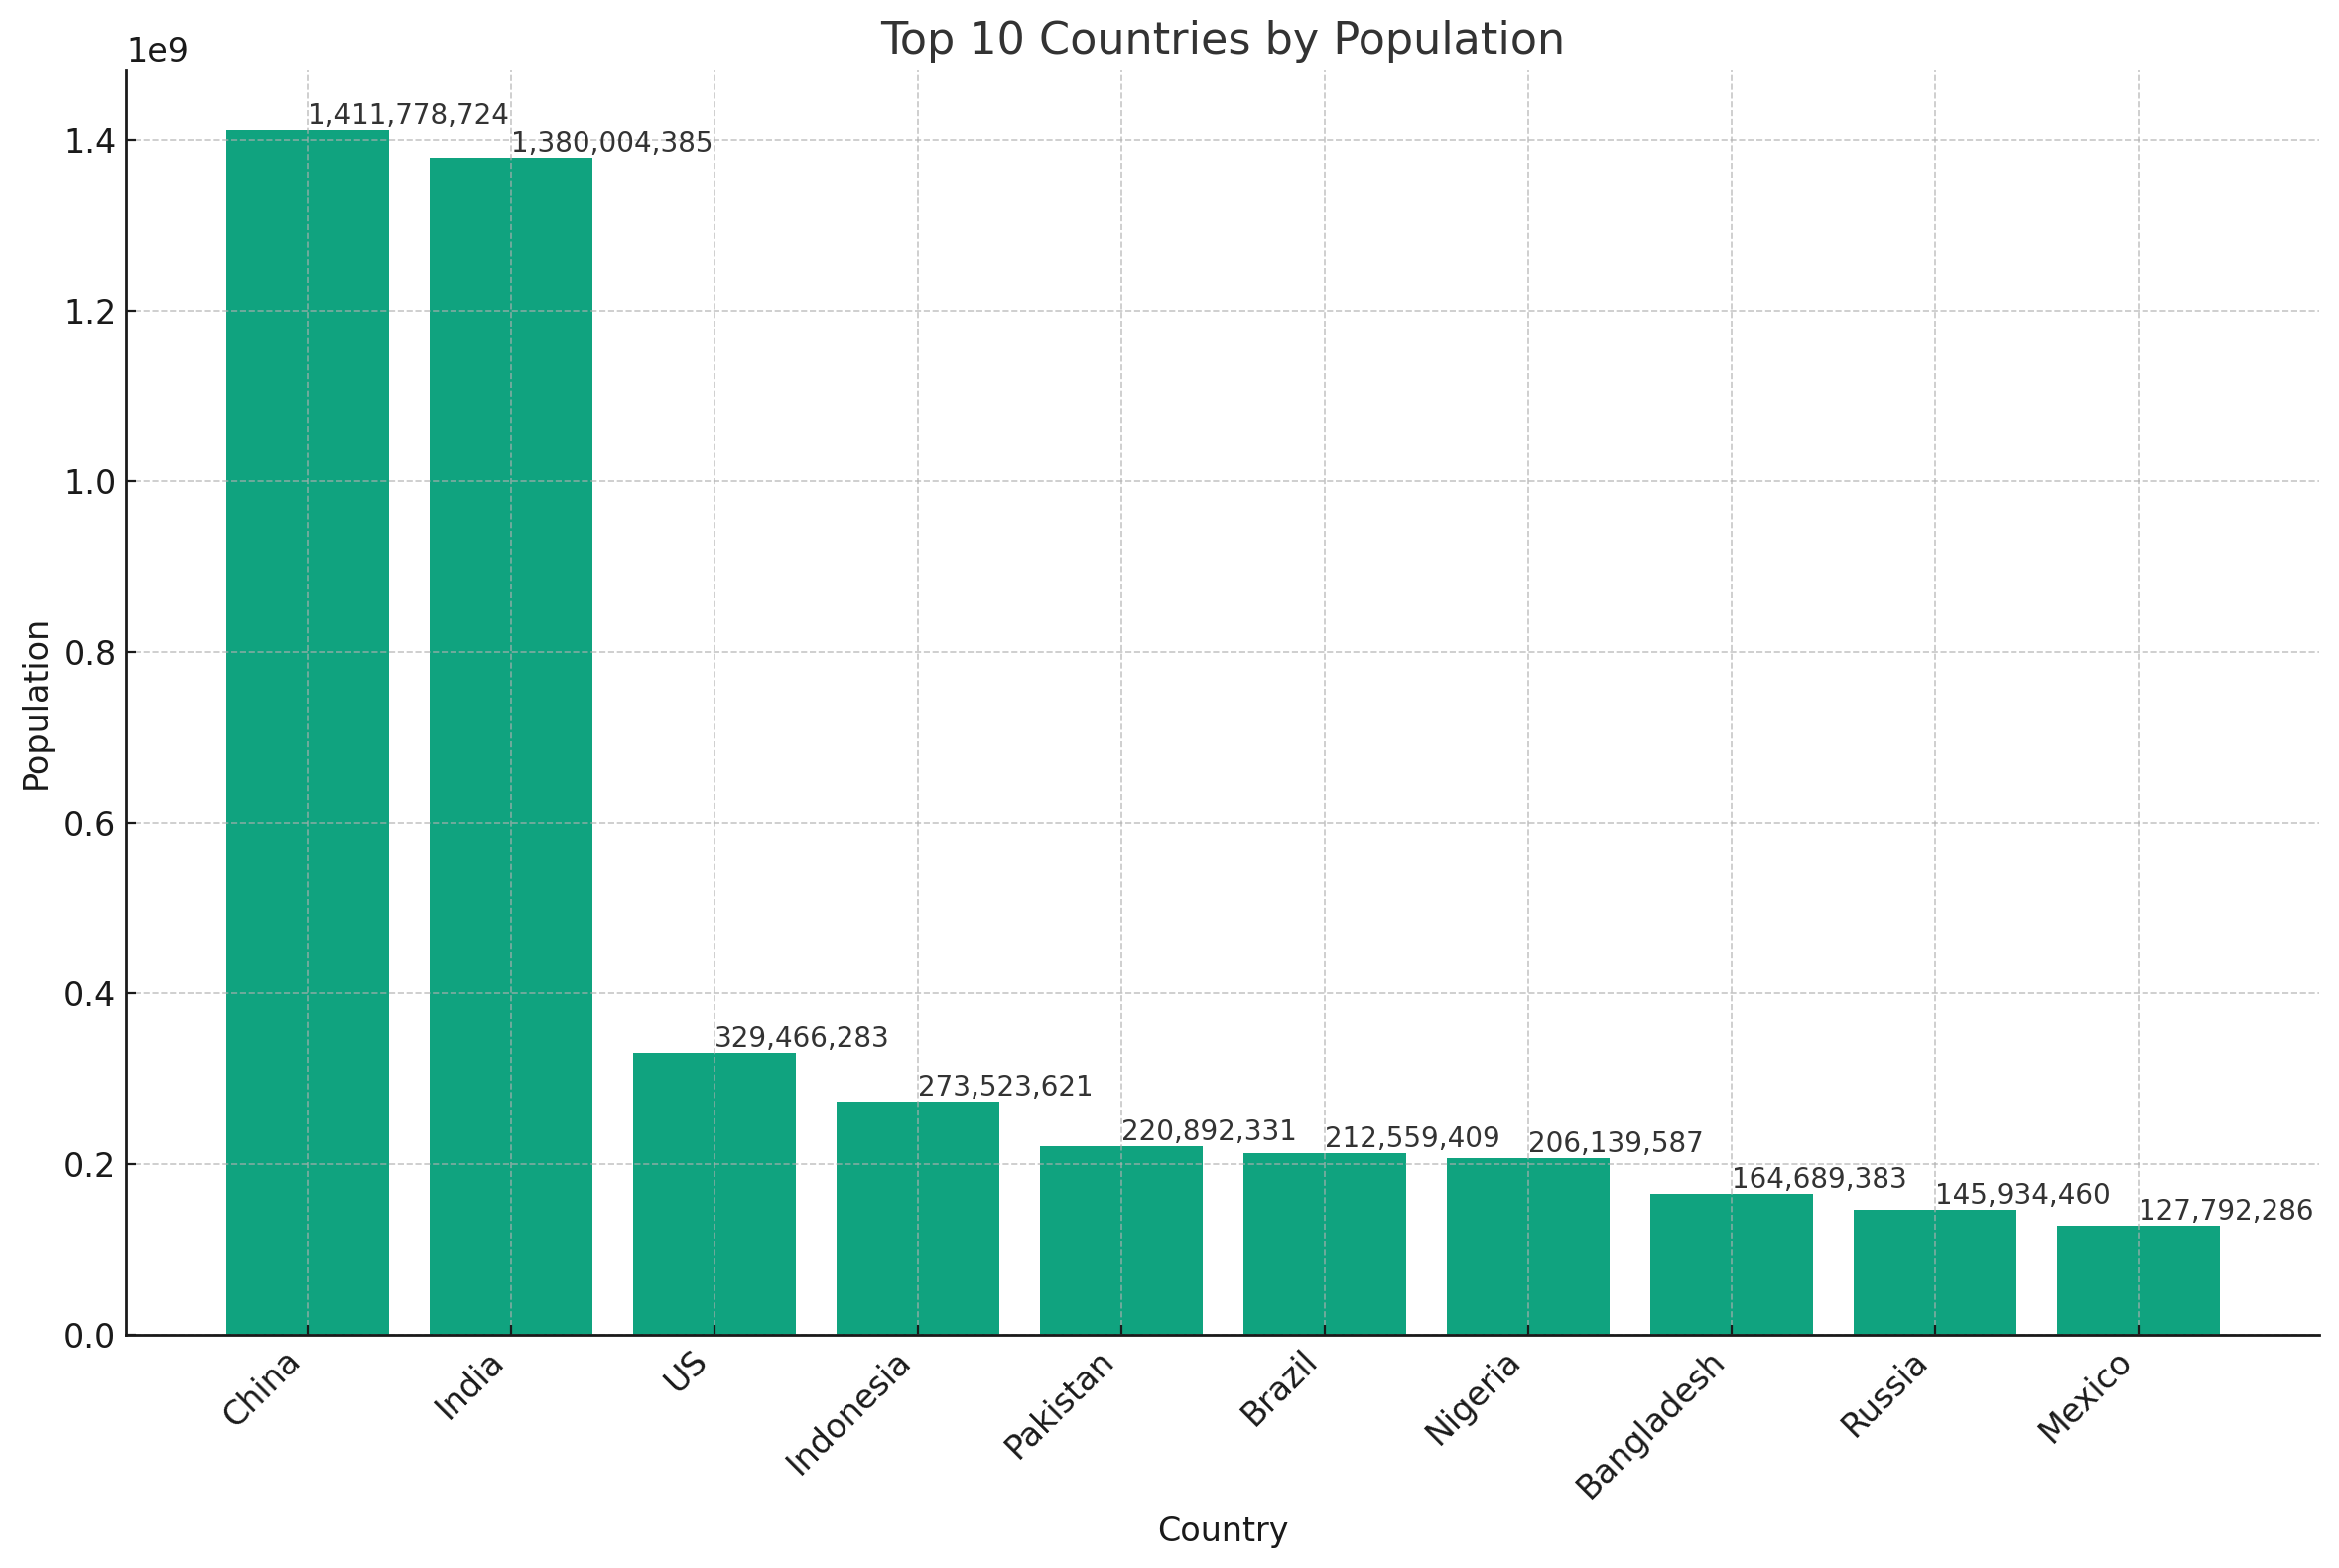 Top 10 Countries by Population
1e9
1.4
1.2
1.0
0.8
0.6
0.4
0.2
0.0
Population
1,411,778,724
1,380,004,385
329,466,283
273,523,621
220,892,331
212,559,409
206,139,587
164,689,383
145,934,460
127,792,286
China
India
US
Indonesia
Pakistan
Brazil
Nigeria
Bangladesh
Russia
Mexico
Country